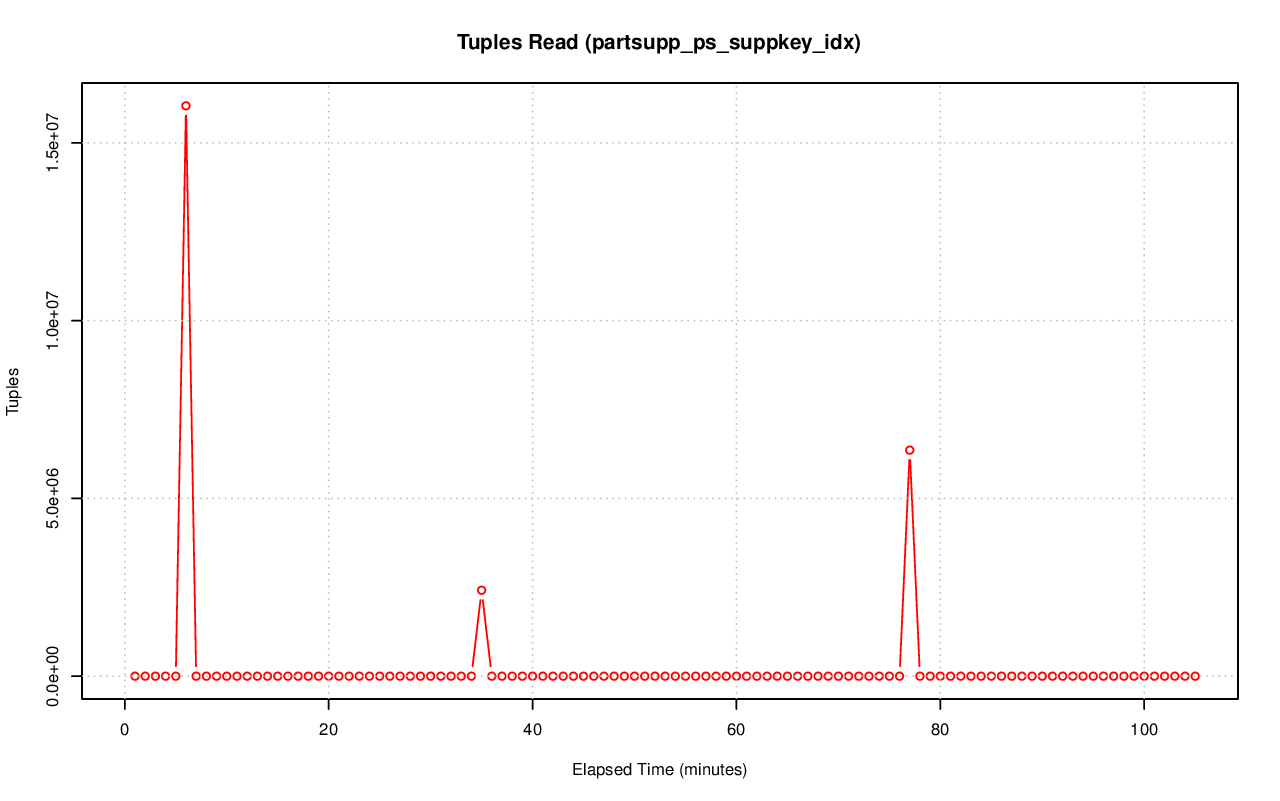 Tuples Read (partsupp_ps_suppkey_idx)
1.5e+07
1.0e+07
5.0e+06
0.0e+00
Tuples
0 20 40 60 80 100
Elapsed Time (minutes)